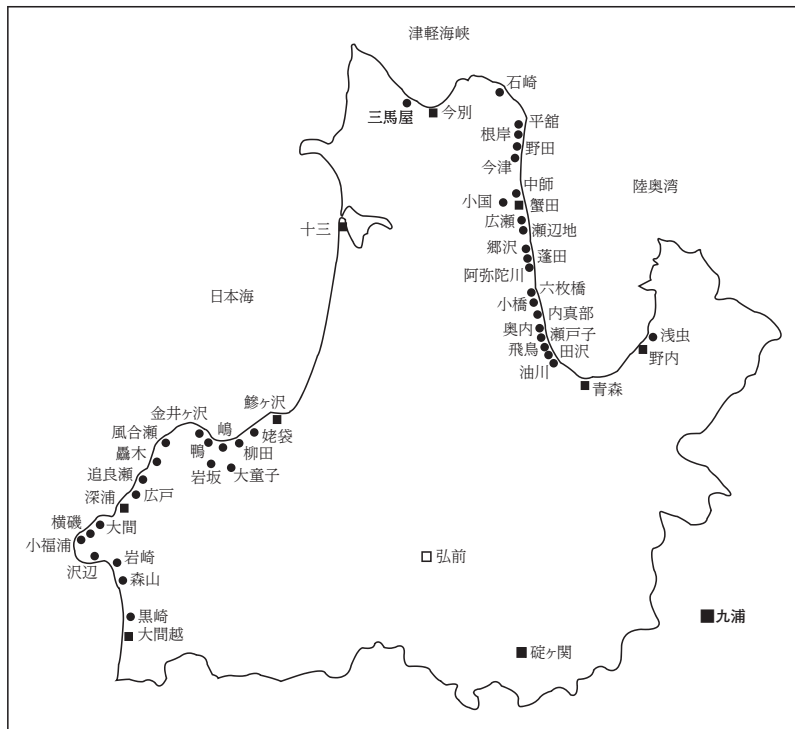 津軽海峡
石崎
三馬屋
今別
平舘
根岸
野田
今津
中師
陸奥湾
小国
蟹田
広瀬
瀬辺地
十三
郷沢
蓬田
阿弥陀川
日本海
六枚橋
小橋
内真部
奥内
瀬戸子
浅虫
飛鳥
田沢
野内
油川
青森
鰺ヶ沢
金井ヶ沢
嶋
風合瀬
姥袋
鴨
柳田
驫木
岩坂
大童子
追良瀬
広戸
深浦
横磯
大間
小福浦
弘前
沢辺
岩崎
森山
黒崎
九浦
大間越
碇ヶ関